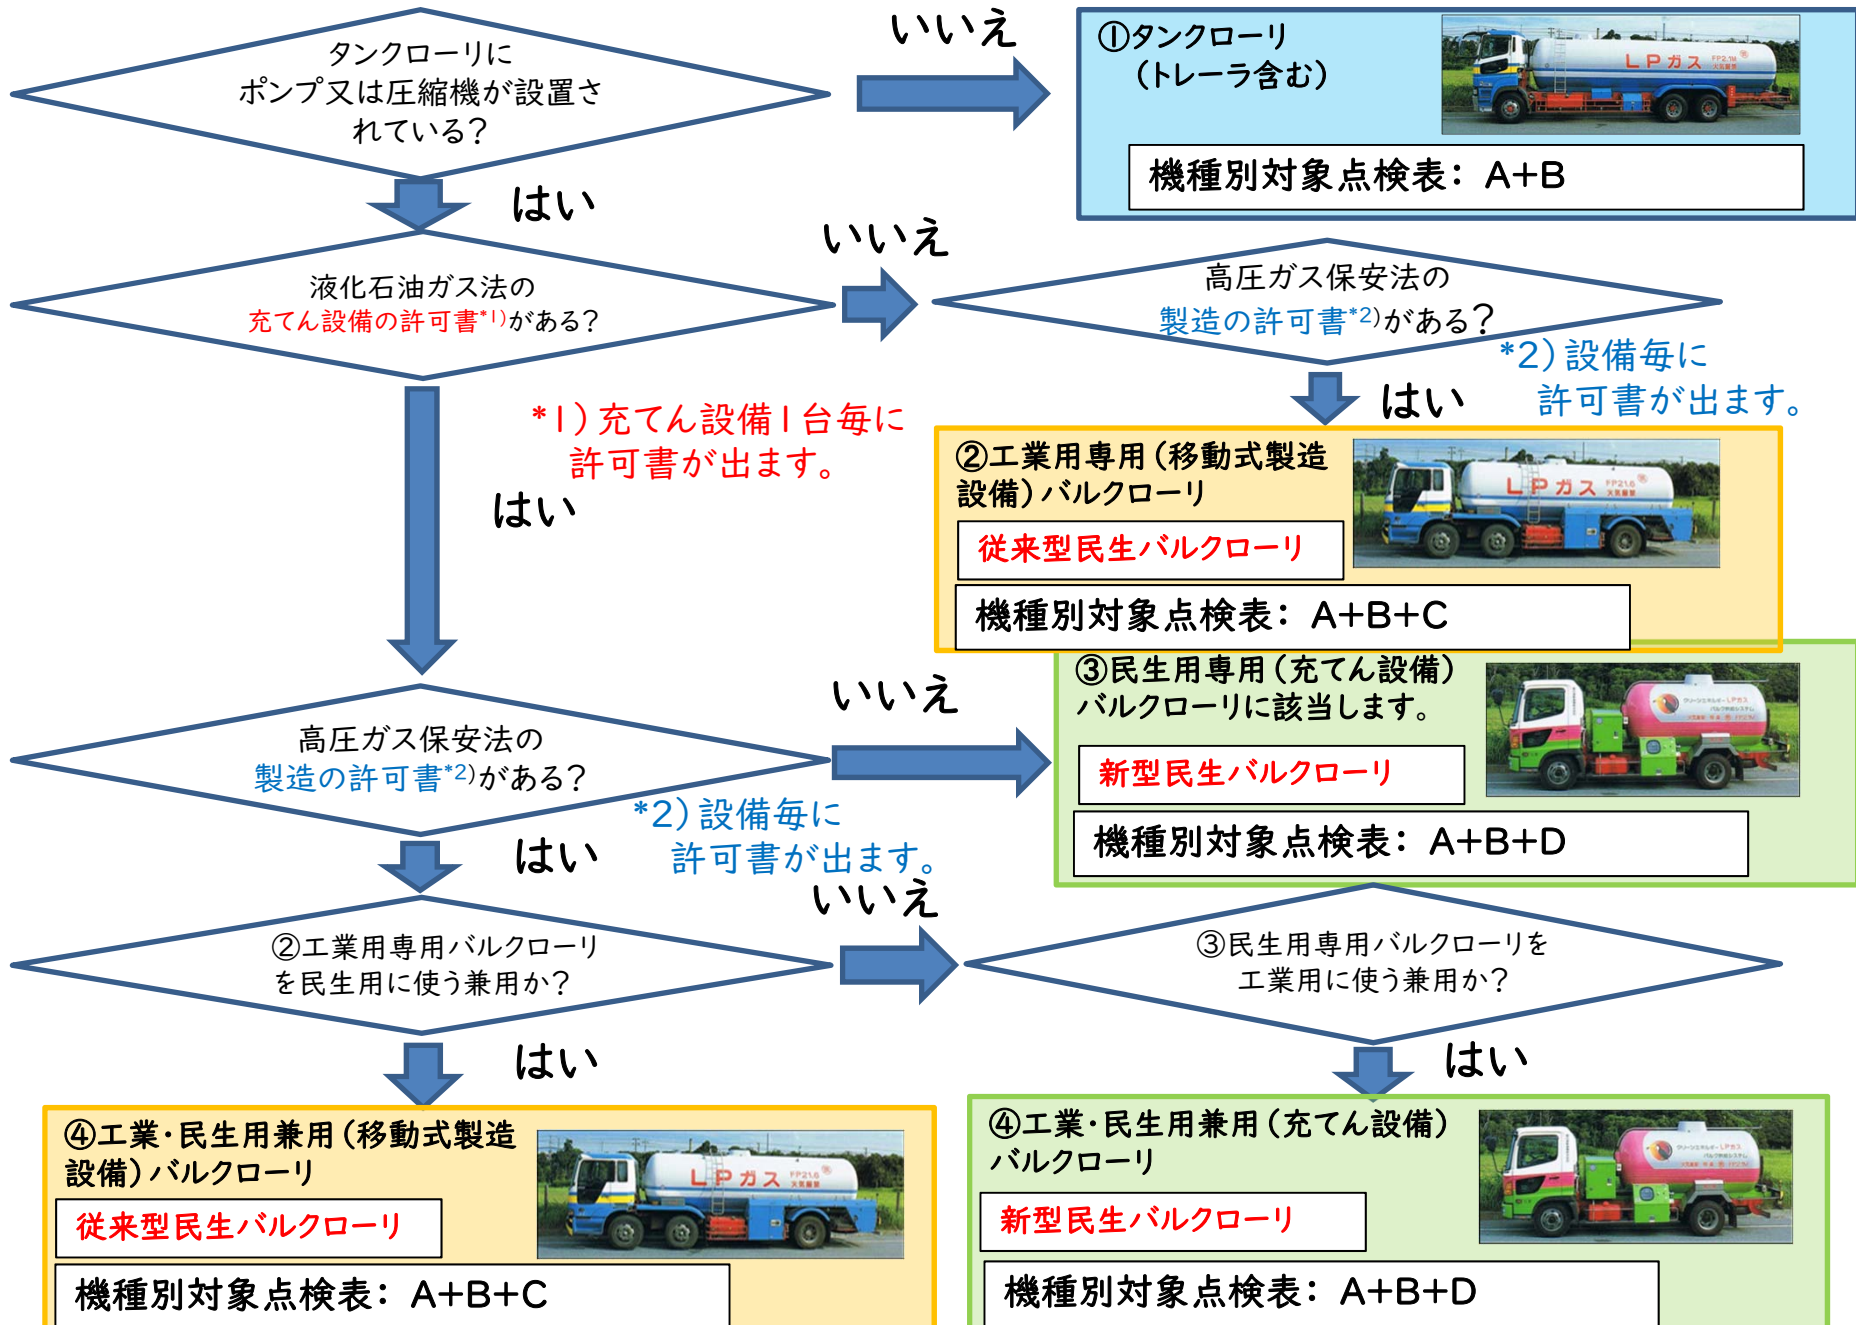 タンクローリに
ポンプ又は圧縮機が設置さ
れている?
いいえ
①タンクローリ
(トレーラ含む)
LPガス
機種別対象点検表: A+B
はい
液化石油ガス法の
充てん設備の許可書*1)がある?
いいえ
高圧ガス保安法の
製造の許可書*2)がある?
*2)設備毎に
許可書が出ます。
はい
*1)充てん設備1台毎に
許可書が出ます。
はい
②工業用専用(移動式製造
設備)バルクローリ
LPガス
従来型民生バルクローリ
機種別対象点検表: A+B+C
高圧ガス保安法の
製造の許可書*2)がある?
いいえ
③民生用専用(充てん設備)
バルクローリに該当します。
新型民生バルクローリ
機種別対象点検表: A+B+D
*2)設備毎に
許可書が出ます。
はい
②工業用専用バルクローリ
を民生用に使う兼用か?
いいえ
③民生用専用バルクローリを
工業用に使う兼用か?
はい
はい
④工業・民生用兼用(移動式製造
設備)バルクローリ
LPガス
従来型民生バルクローリ
機種別対象点検表: A+B+C
④工業・民生用兼用(充てん設備)
バルクローリ
新型民生バルクローリ
機種別対象点検表: A+B+D